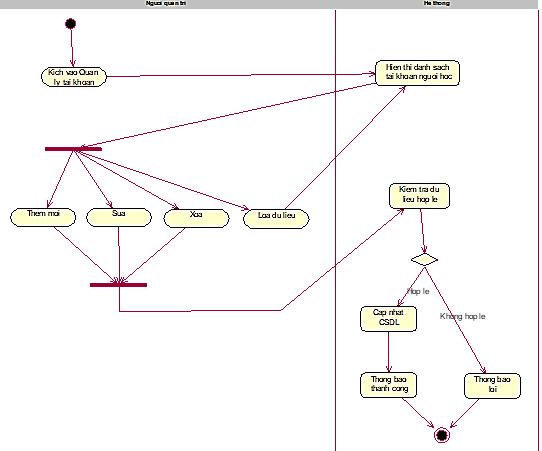 Nguoi quan tri
He thong
Kich vao Quan
ly tai khoan
Hien thi danh sach
tai khoan nguoi hoc
Them moi
Sua
Xoa
Loa du lieu
Kiem tra du
lieu hop le
Hop le
Khong hop le
Cap nhat
CSDL
Thong bao
thanh cong
Thong bao
loi